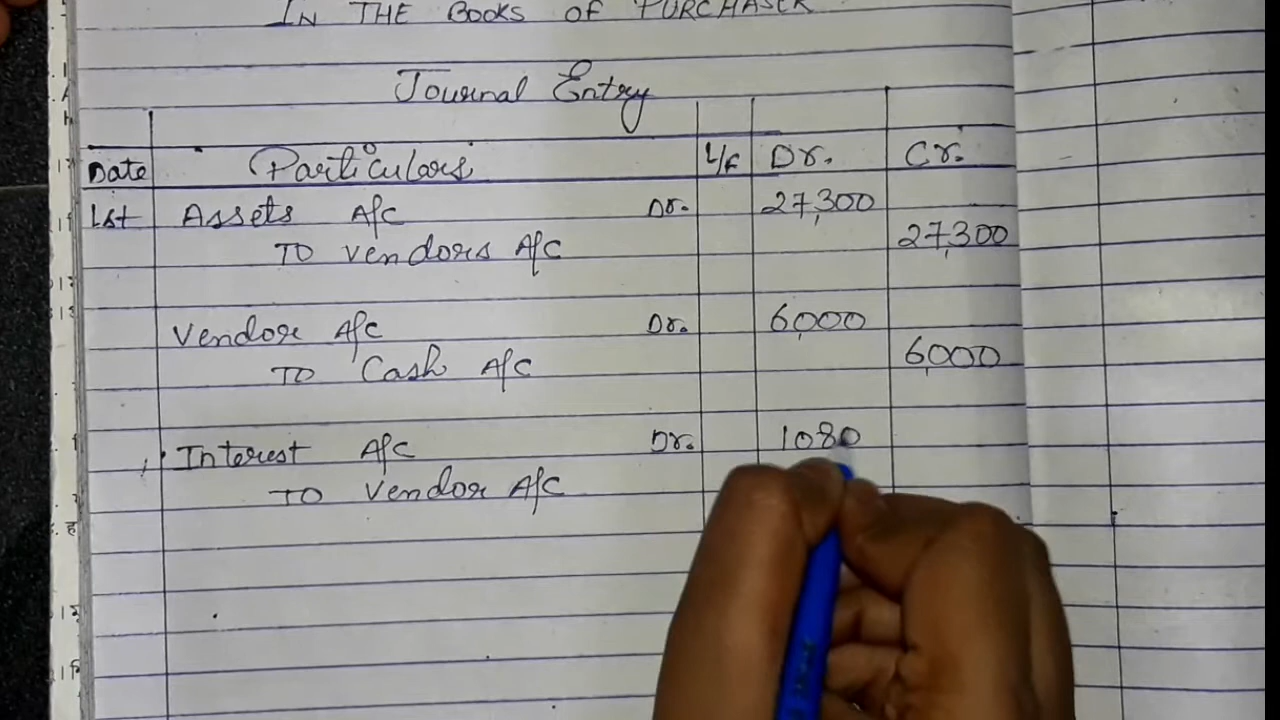 IN THE BOOKS OF PURCHASER
Journal Entry
Date Particulars L/F Dr. Cr.
1st Assets A/C Dr. 27,300
TO Vendors A/C 27,300
Vendor A/C Dr. 6,000
TO Cash A/C 6,000
Interest A/C Dr. 1080
TO Vendor A/C